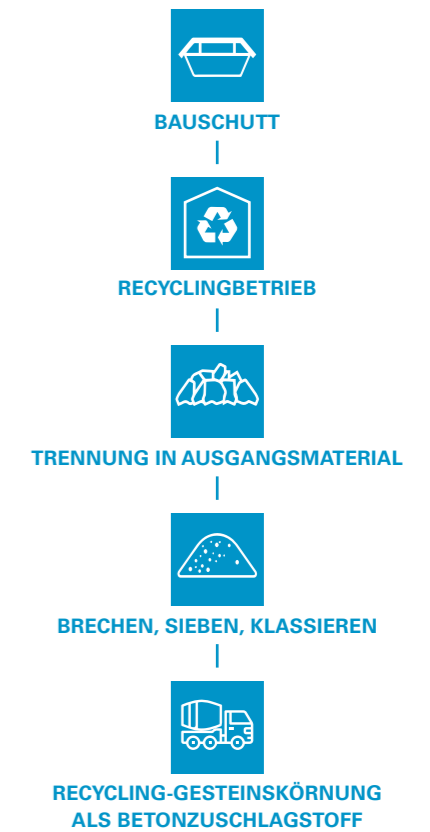 BAUSCHUTT
RECYCLINGBETRIEB
TRENNUNG IN AUSGANGSMATERIAL
BRECHEN, SIEBEN, KLASSIEREN
RECYCLING-GESTEINSKÖRNUNG
ALS BETONZUSCHLAGSTOFF